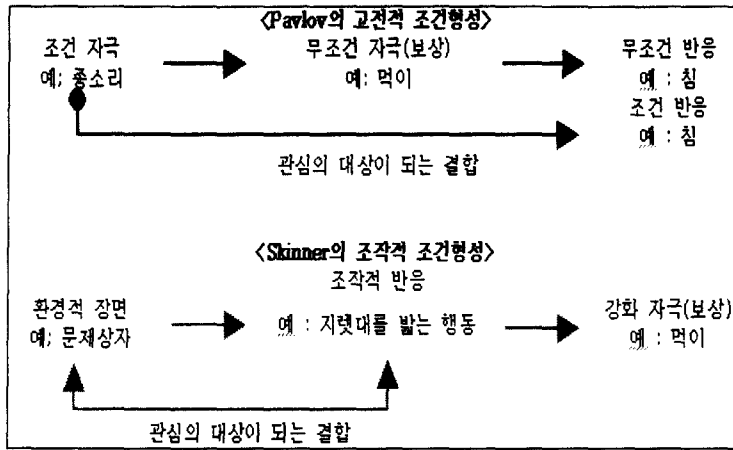 <Pavlov의 고전적 조건형성>
조건 자극 무조건 자극(보상) 무조건 반응
예; 종소리 예: 먹이 예 : 침
조건 반응
예 : 침
관심의 대상이 되는 결합
<Skinner의 조작적 조건형성>
조작적 반응
환경적 장면 강화 자극(보상)
예; 문제상자 예 : 지렛대를 밟는 행동 예 : 먹이
관심의 대상이 되는 결합